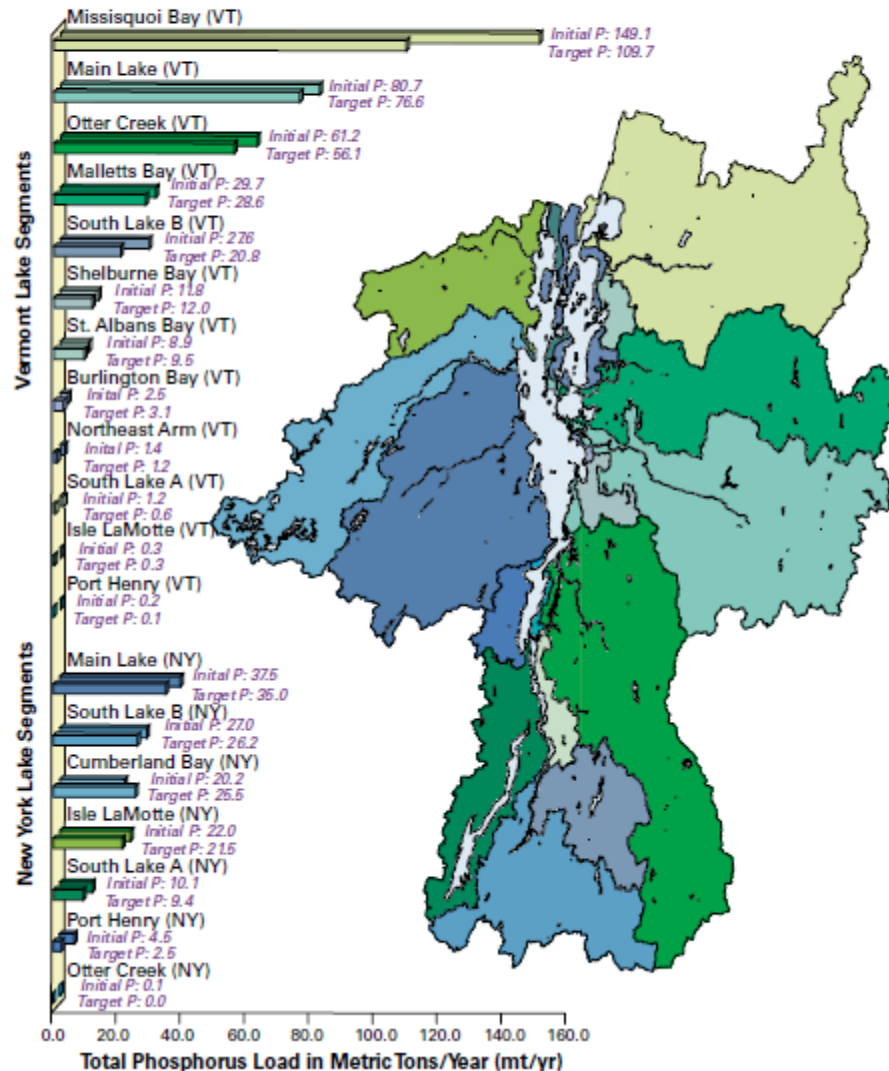 Missisquoi Bay (VT)
Initial P: 149.1
Target P: 109.7
Main Lake (VT)
Initial P: 80.7
Target P: 76.6
Otter Creek (VT)
Initial P: 61.2
Target P: 56.1
Malletts Bay (VT)
Initial P: 29.7
Target P: 28.6
South Lake B (VT)
Initial P: 27.6
Target P: 20.8
Shelburne Bay (VT)
Initial P: 11.8
Target P: 12.0
St. Albans Bay (VT)
Initial P: 8.9
Target P: 9.5
Burlington Bay (VT)
Inital P: 2.5
Target P: 3.1
Northeast Arm (VT)
Inital P: 1.4
Target P: 1.2
South Lake A (VT)
Initial P: 1.2
Target P: 0.6
Isle LaMotte (VT)
Initial P: 0.3
Target P: 0.3
Port Henry (VT)
Initial P: 0.2
Target P: 0.1
Vermont Lake Segments
Main Lake (NY)
Inital P: 37.5
Target P: 35.0
South Lake B (NY)
Initial P: 27.0
Target P: 26.2
Cumberland Bay (NY)
Initial P: 20.2
Target P: 25.5
Isle LaMotte (NY)
Initial P: 22.0
Target P: 21.5
South Lake A (NY)
Initial P: 10.1
Target P: 9.4
Port Henry (NY)
Initial P: 4.5
Target P: 2.5
Otter Creek (NY)
Initial P: 0.1
Target P: 0.0
New York Lake Segments
0.0 20.0 40.0 60.0 80.0 100.0 120.0 140.0 160.0
Total Phosphorus Load in Metric Tons/Year (mt/yr)